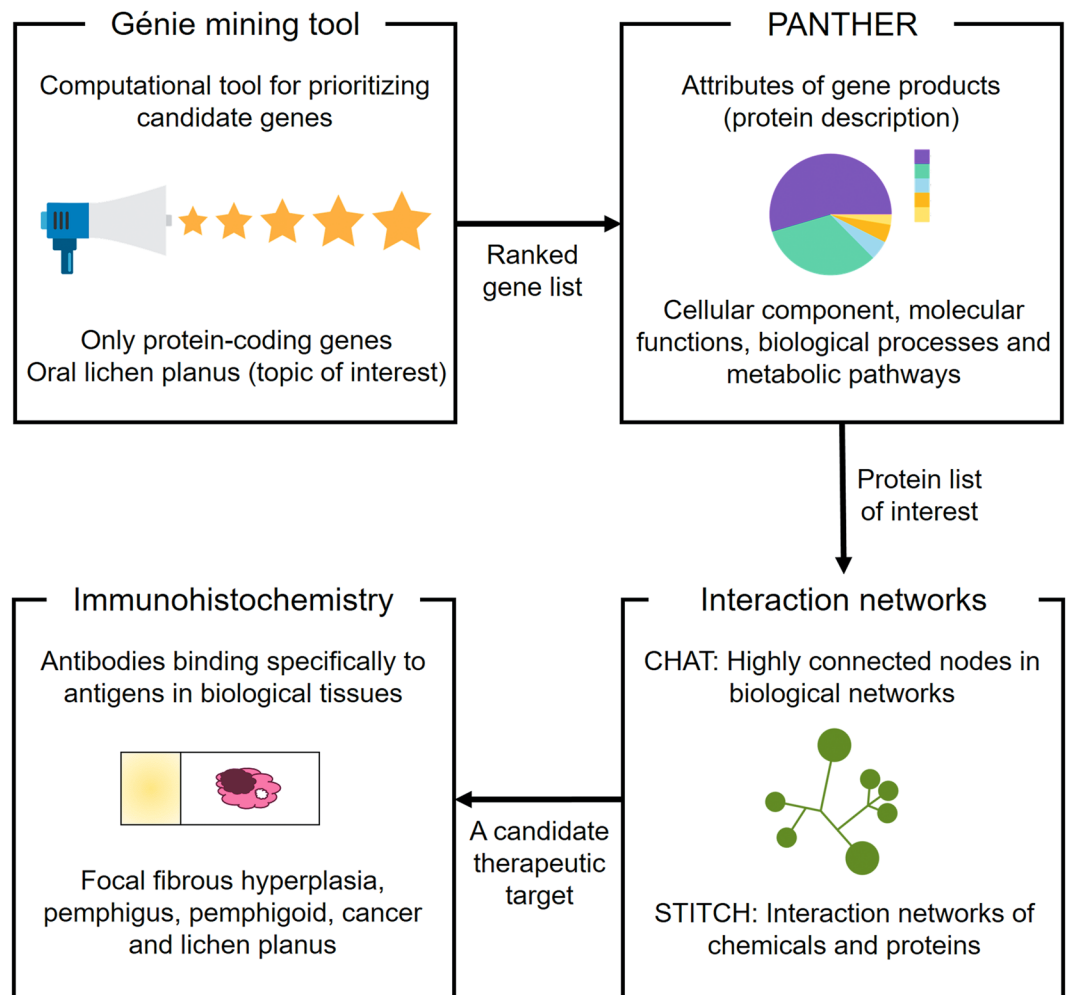 Génie mining tool
Computational tool for prioritizing
candidate genes
Only protein-coding genes
Oral lichen planus (topic of interest)
Ranked
gene list
PANTHER
Attributes of gene products
(protein description)
Cellular component, molecular
functions, biological processes and
metabolic pathways
Protein list
of interest
Interaction networks
CHAT: Highly connected nodes in
biological networks
STITCH: Interaction networks of
chemicals and proteins
A candidate
therapeutic
target
Immunohistochemistry
Antibodies binding specifically to
antigens in biological tissues
Focal fibrous hyperplasia,
pemphigus, pemphigoid, cancer
and lichen planus